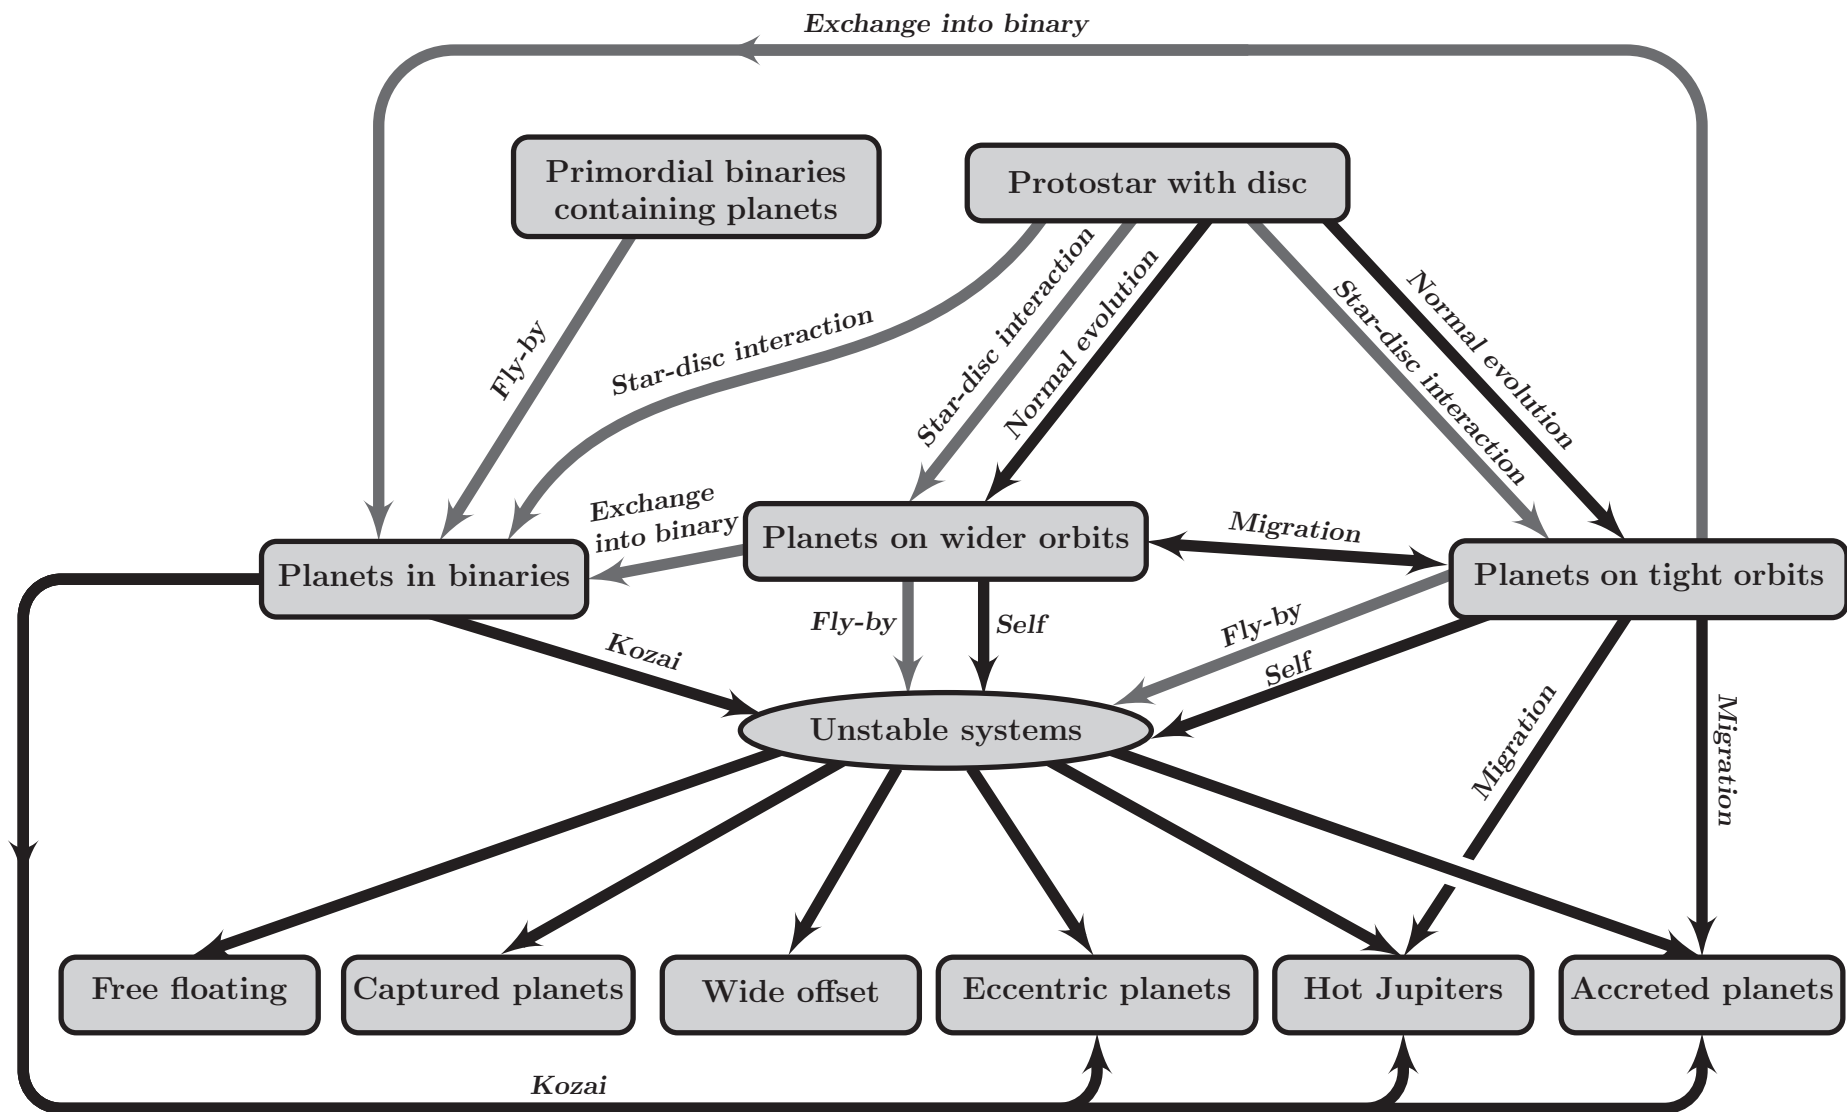 Exchange into binary
Primordial binaries
containing planets
Protostar with disc
Fly-by
Star-disc interaction
Star-disc interaction
Normal evolution
Star-disc interaction
Normal evolution
Exchange
into binary
Planets in binaries
Planets on wider orbits
Migration
Planets on tight orbits
Kozai
Fly-by
Self
Fly-by
Self
Migration
Migration
Unstable systems
Free floating
Captured planets
Wide offset
Eccentric planets
Hot Jupiters
Accreted planets
Kozai